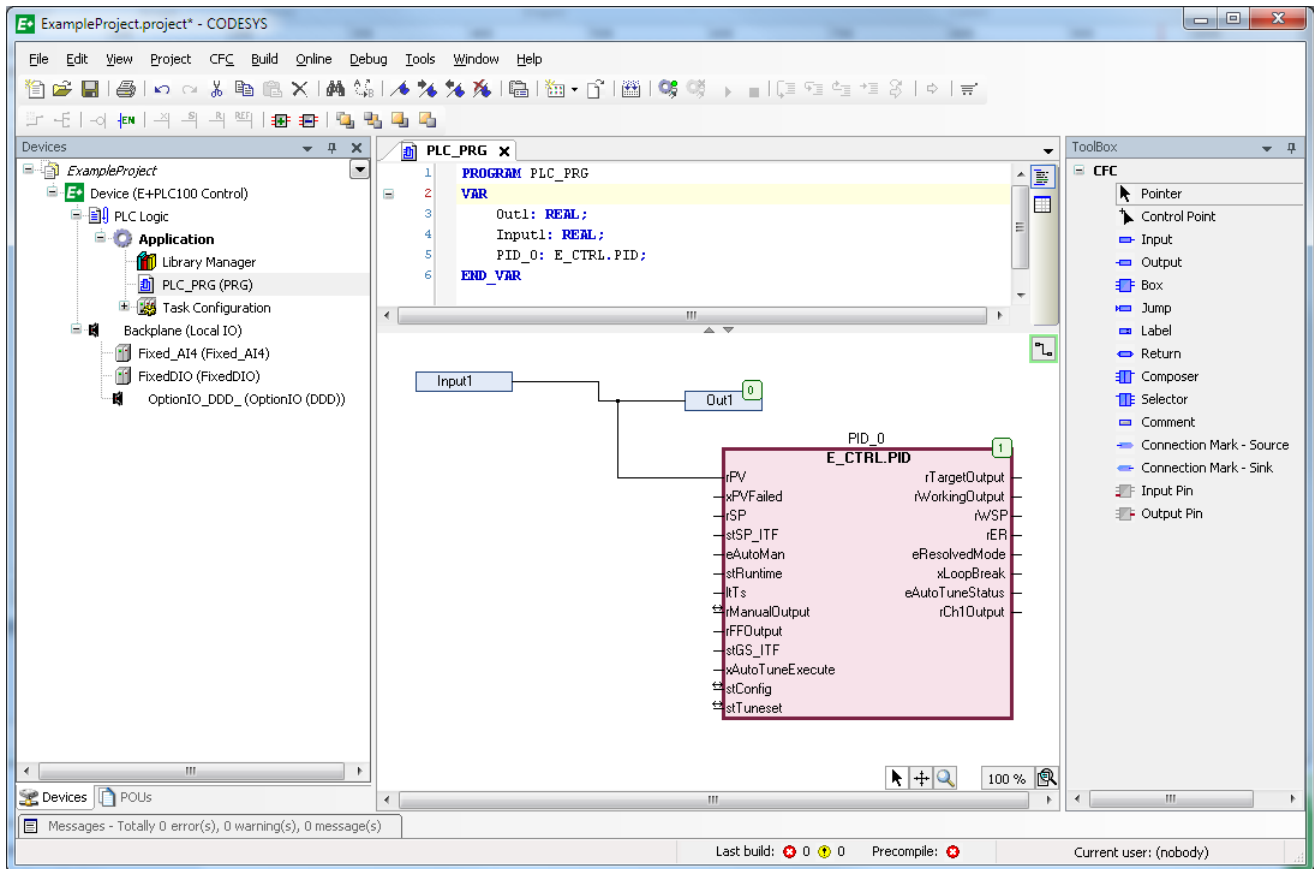 ExampleProject.project* - CODESYS
File Edit View Project CFC Build Online Debug Tools Window Help
EN R REF
Devices
ExampleProject
Device (E+PLC100 Control)
PLC Logic
Application
Library Manager
PLC_PRG (PRG)
Task Configuration
Backplane (Local IO)
Fixed_AI4 (Fixed_AI4)
FixedDIO (FixedDIO)
OptionIO_DDD_ (OptionIO (DDD))
Devices POUs
PLC_PRG
1 PROGRAM PLC_PRG
2 VAR
3 Out1: REAL;
4 Input1: REAL;
5 PID_0: E_CTRL.PID;
6 END_VAR
Input1
Out1 0
PID_0
E_CTRL.PID 1
rPV rTargetOutput
xPVFailed rWorkingOutput
rSP rWSP
stSP_ITF rER
eAutoMan eResolvedMode
stRuntime xLoopBreak
ltTs eAutoTuneStatus
rManualOutput rCh1Output
rFFOutput
stGS_ITF
xAutoTuneExecute
stConfig
stTuneset
100 %
ToolBox
CFC
Pointer
Control Point
Input
Output
Box
Jump
Label
Return
Composer
Selector
Comment
Connection Mark - Source
Connection Mark - Sink
Input Pin
Output Pin
Messages - Totally 0 error(s), 0 warning(s), 0 message(s)
Last build: 0 0 Precompile: Current user: (nobody)